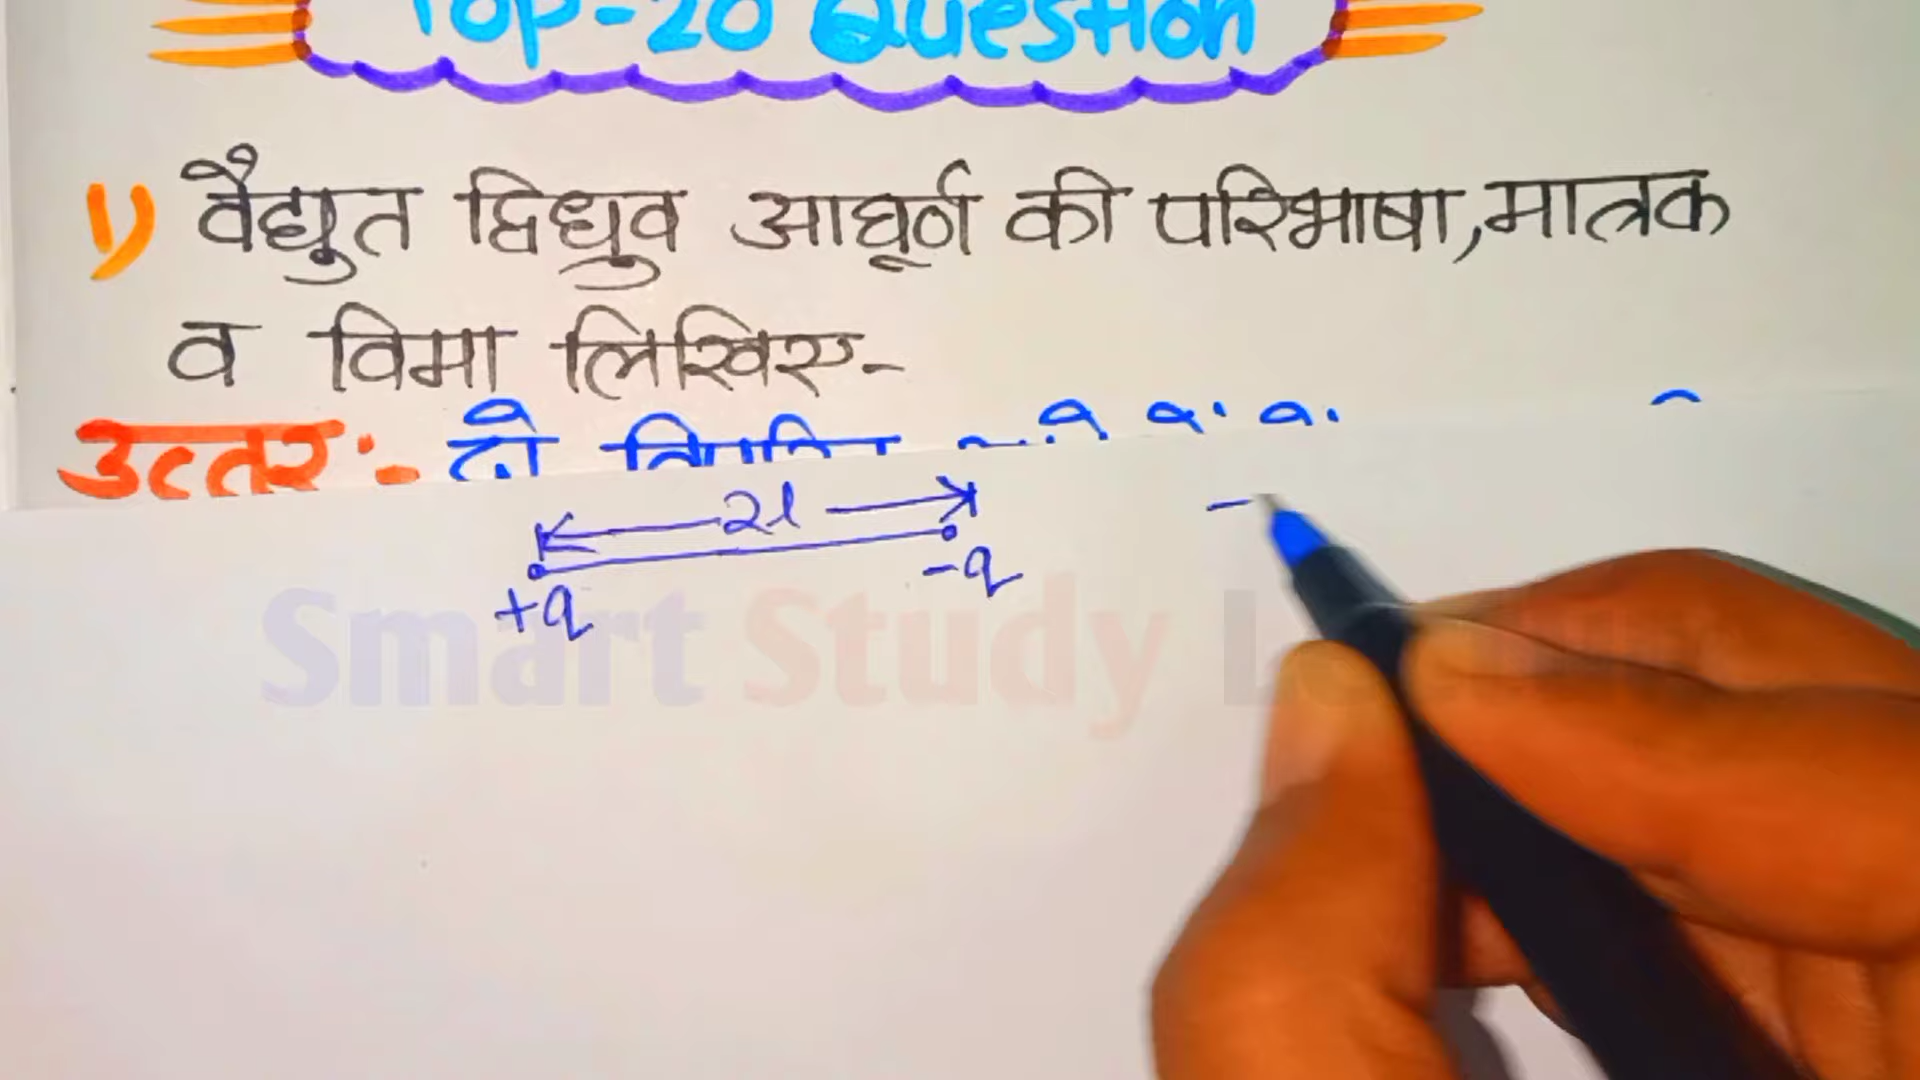 Top-20 Question
1) वैद्युत द्विध्रुव आघूर्ण की परिभाषा, मात्रक
व विमा लिखिए-
उत्तर:- दो
2l
+q
-q
Smart Study